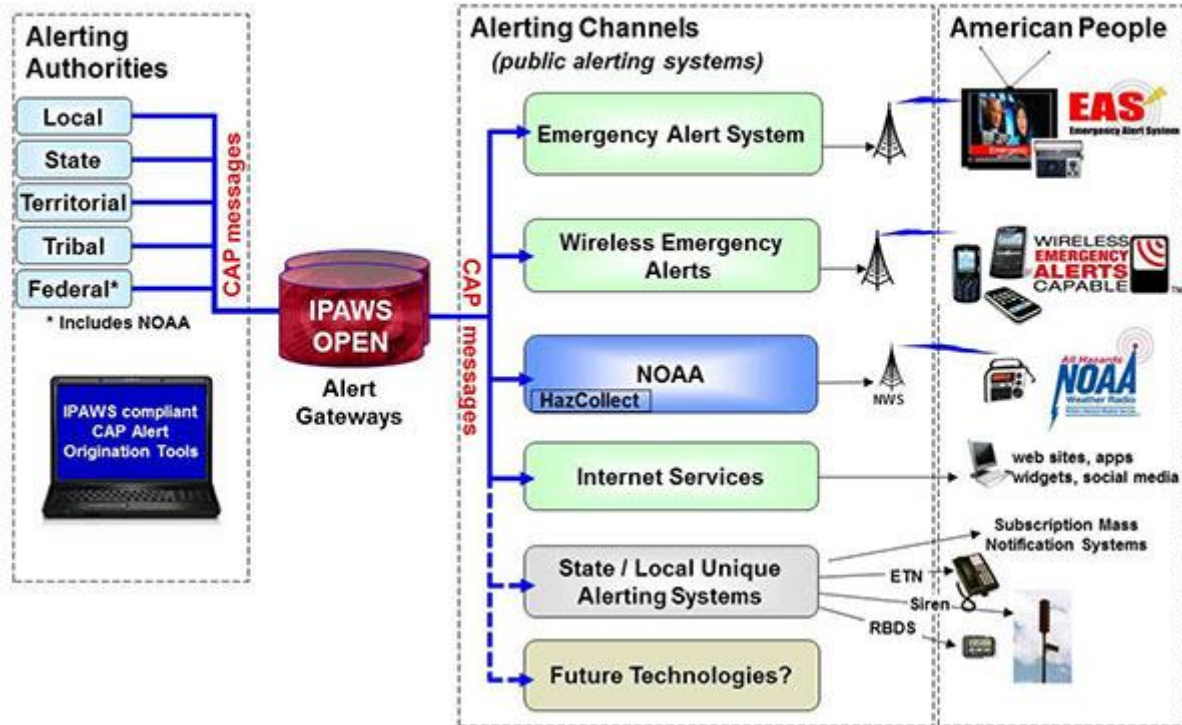 Alerting
Authorities
Local
State
Territorial
Tribal
Federal*
* Includes NOAA
CAP messages
IPAWS compliant
CAP Alert
Origination Tools
IPAWS
OPEN
Alert
Gateways
CAP messages
Alerting Channels
(public alerting systems)
Emergency Alert System
Wireless Emergency
Alerts
NOAA
HazCollect
NWS
Internet Services
State / Local Unique
Alerting Systems
ETN
Siren
RBDS
Future Technologies?
American People
Emergency
EAS
Emergency Alert System
WIRELESS
EMERGENCY
ALERTS
CAPABLE
TM
All Hazards
NOAA
Weather Radio
web sites, apps
widgets, social media
Subscription Mass
Notification Systems